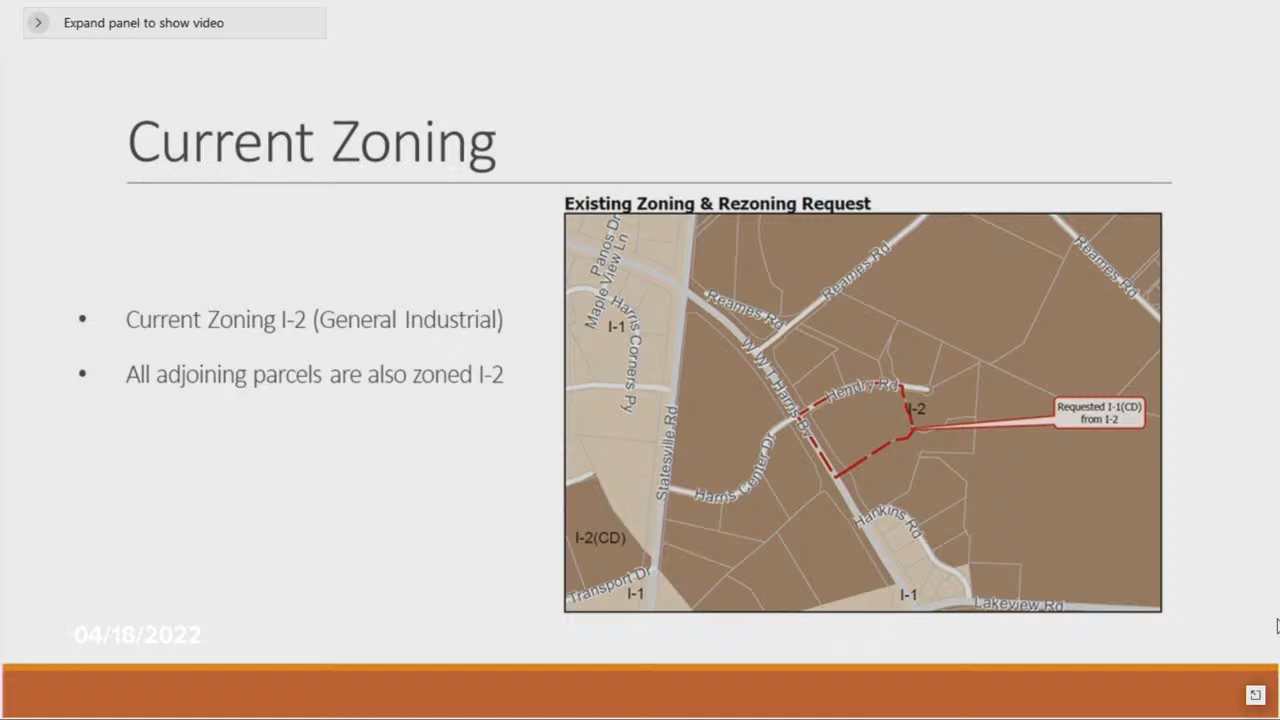 Expand panel to show video
Current Zoning
Existing Zoning & Rezoning Request
• Current Zoning I-2 (General Industrial)
• All adjoining parcels are also zoned I-2
Panos Dr
Maple View Ln
Harris Corners Py
I-1
Reames Rd
Reames Rd
Reames Rd
W W T Harris Bv
Hendry Rd
I-2
Requested I-1(CD)
from I-2
Statesville Rd
Harris Center Dr
Hankins Rd
I-2(CD)
Transport Dr
I-1
I-1
Lakeview Rd
04/18/2022